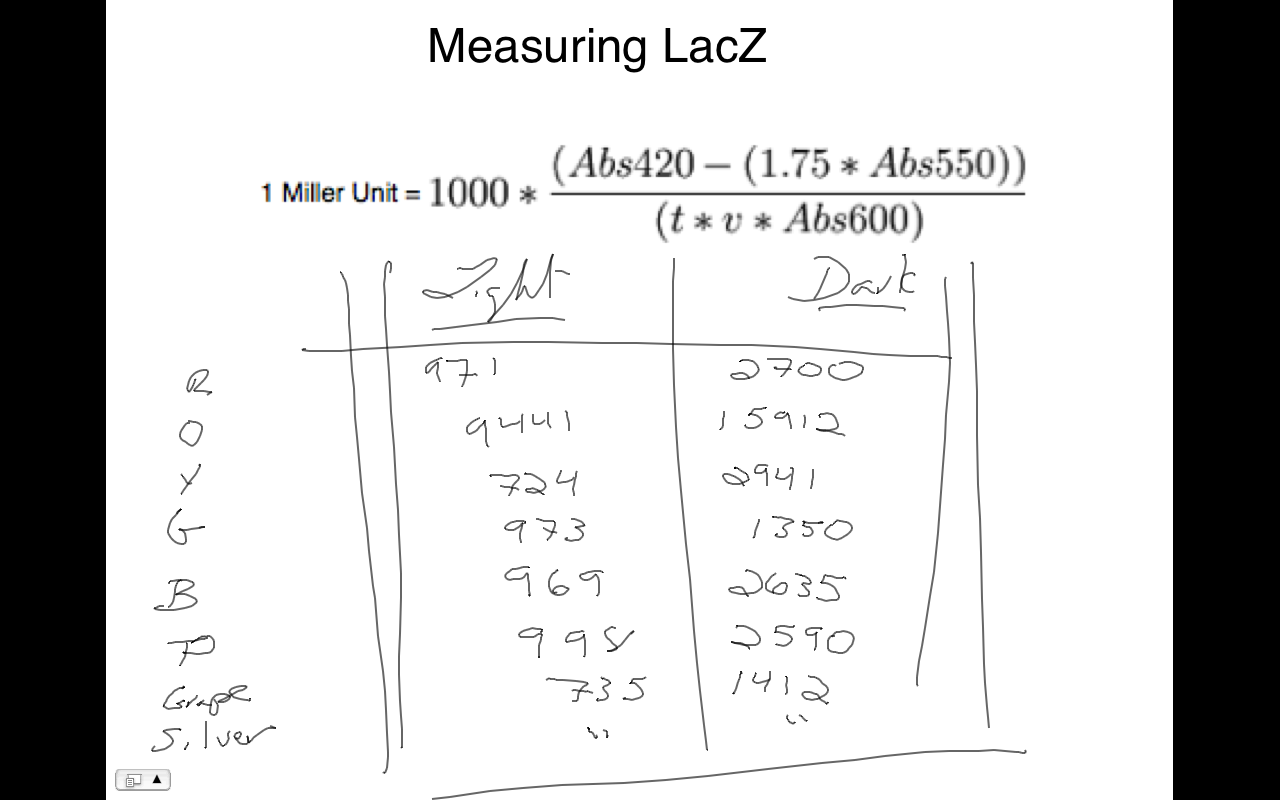 Measuring LacZ
1 Miller Unit = 1000 * (Abs420 − (1.75 * Abs550)) / (t * v * Abs600)
Light Dark
R 971 2700
O 9441 15912
Y 724 2941
G 973 1350
B 969 2635
P 998 2590
Grape 735 1412
Silver " "